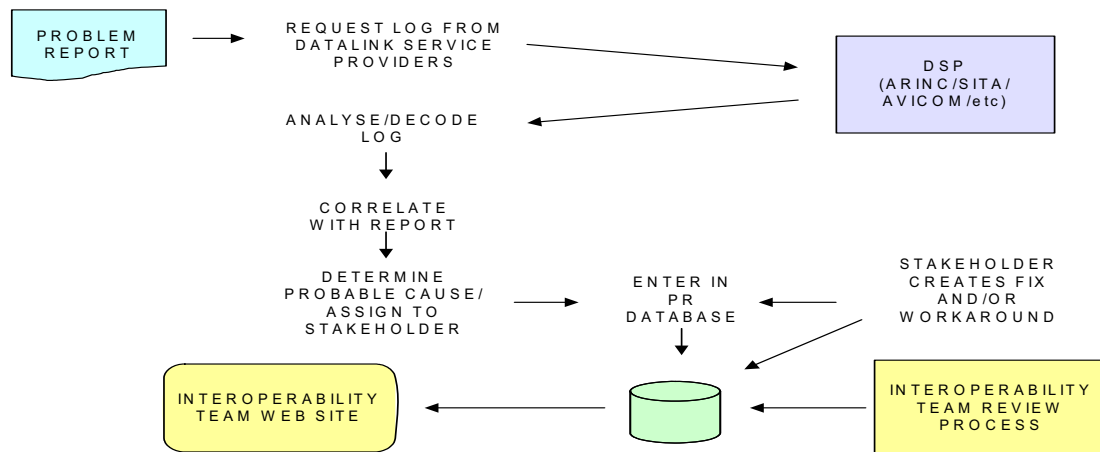 PROBLEM
REPORT
REQUEST LOG FROM
DATALINK SERVICE
PROVIDERS
DSP
(ARINC/SITA/
AVICOM/etc)
ANALYSE/DECODE
LOG
CORRELATE
WITH REPORT
DETERMINE
PROBABLE CAUSE/
ASSIGN TO
STAKEHOLDER
ENTER IN
PR
DATABASE
STAKEHOLDER
CREATES FIX
AND/OR
WORKAROUND
INTEROPERABILITY
TEAM WEB SITE
INTEROPERABILITY
TEAM REVIEW
PROCESS